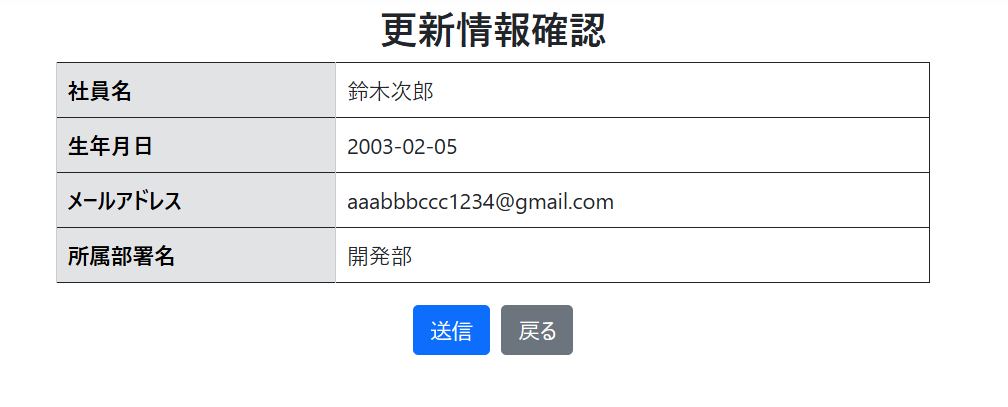 更新情報確認
社員名 鈴木次郎
生年月日 2003-02-05
メールアドレス aaabbbccc1234@gmail.com
所属部署名 開発部
送信 戻る